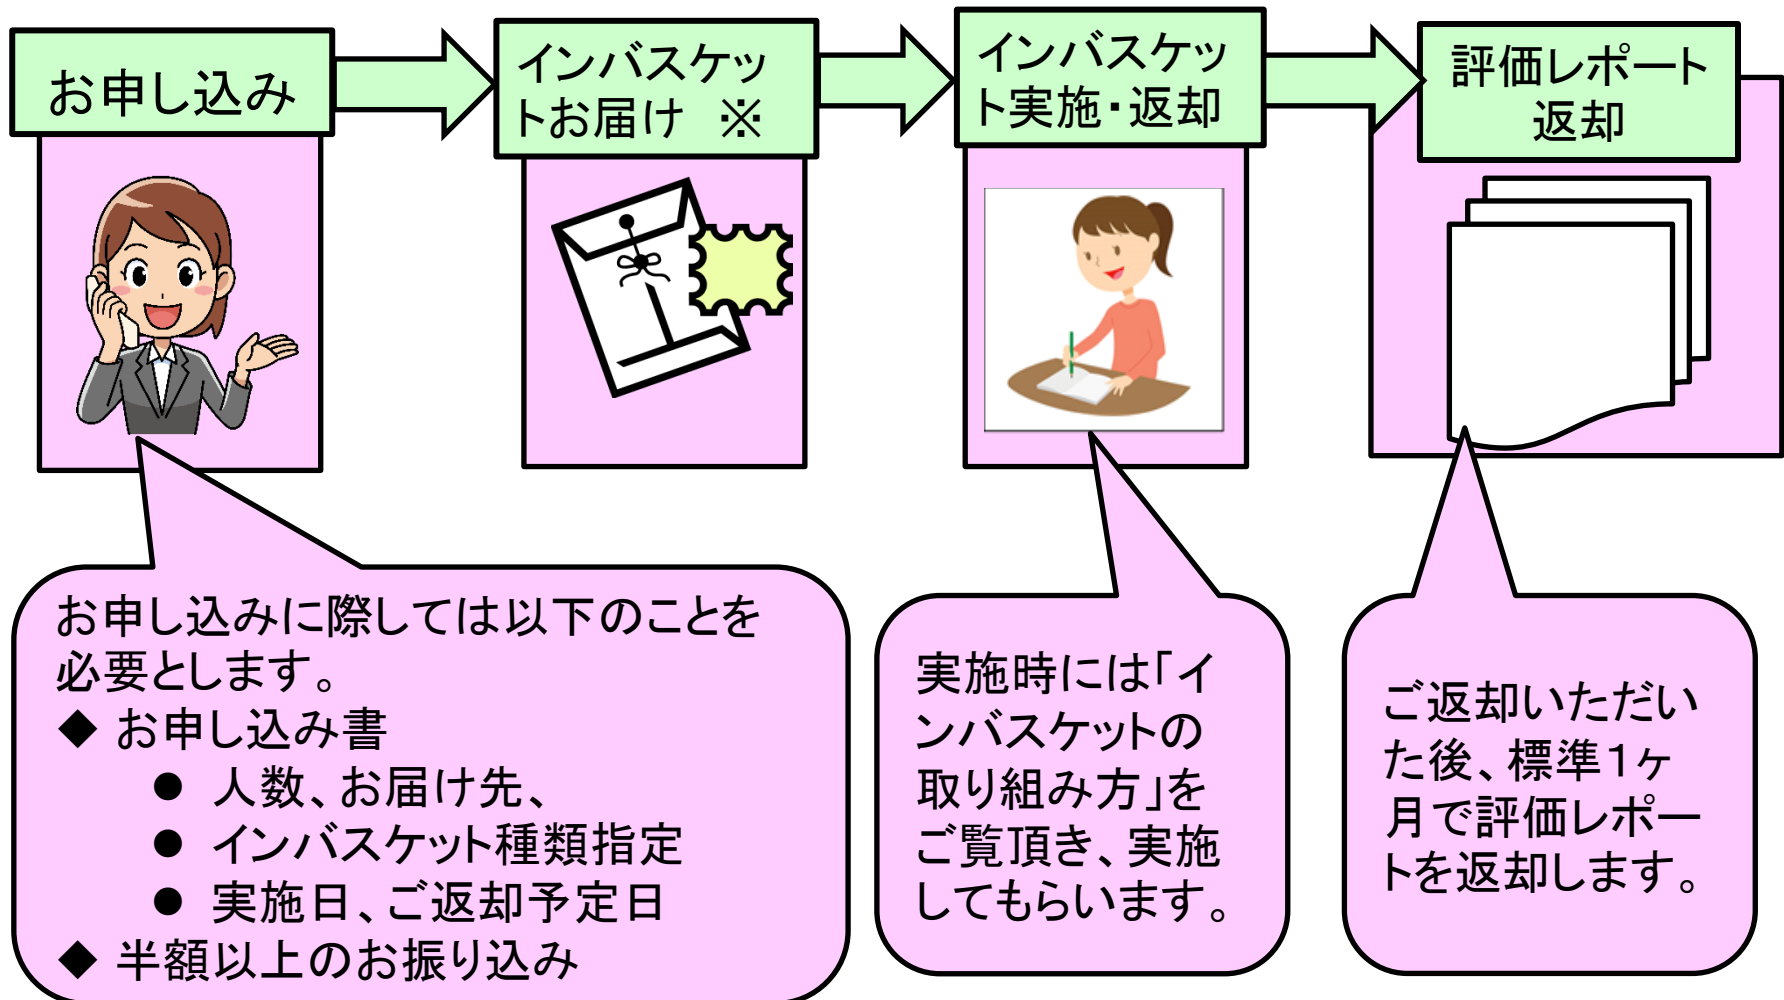 お申し込み
インバスケッ
トお届け　※
インバスケッ
ト実施・返却
評価レポート
返却
お申し込みに際しては以下のことを
必要とします。
◆ お申し込み書
● 人数、お届け先、
● インバスケット種類指定
● 実施日、ご返却予定日
◆ 半額以上のお振り込み
実施時には「イ
ンバスケットの
取り組み方」を
ご覧頂き、実施
してもらいます。
ご返却いただい
た後、標準１ヶ
月で評価レポー
トを返却します。